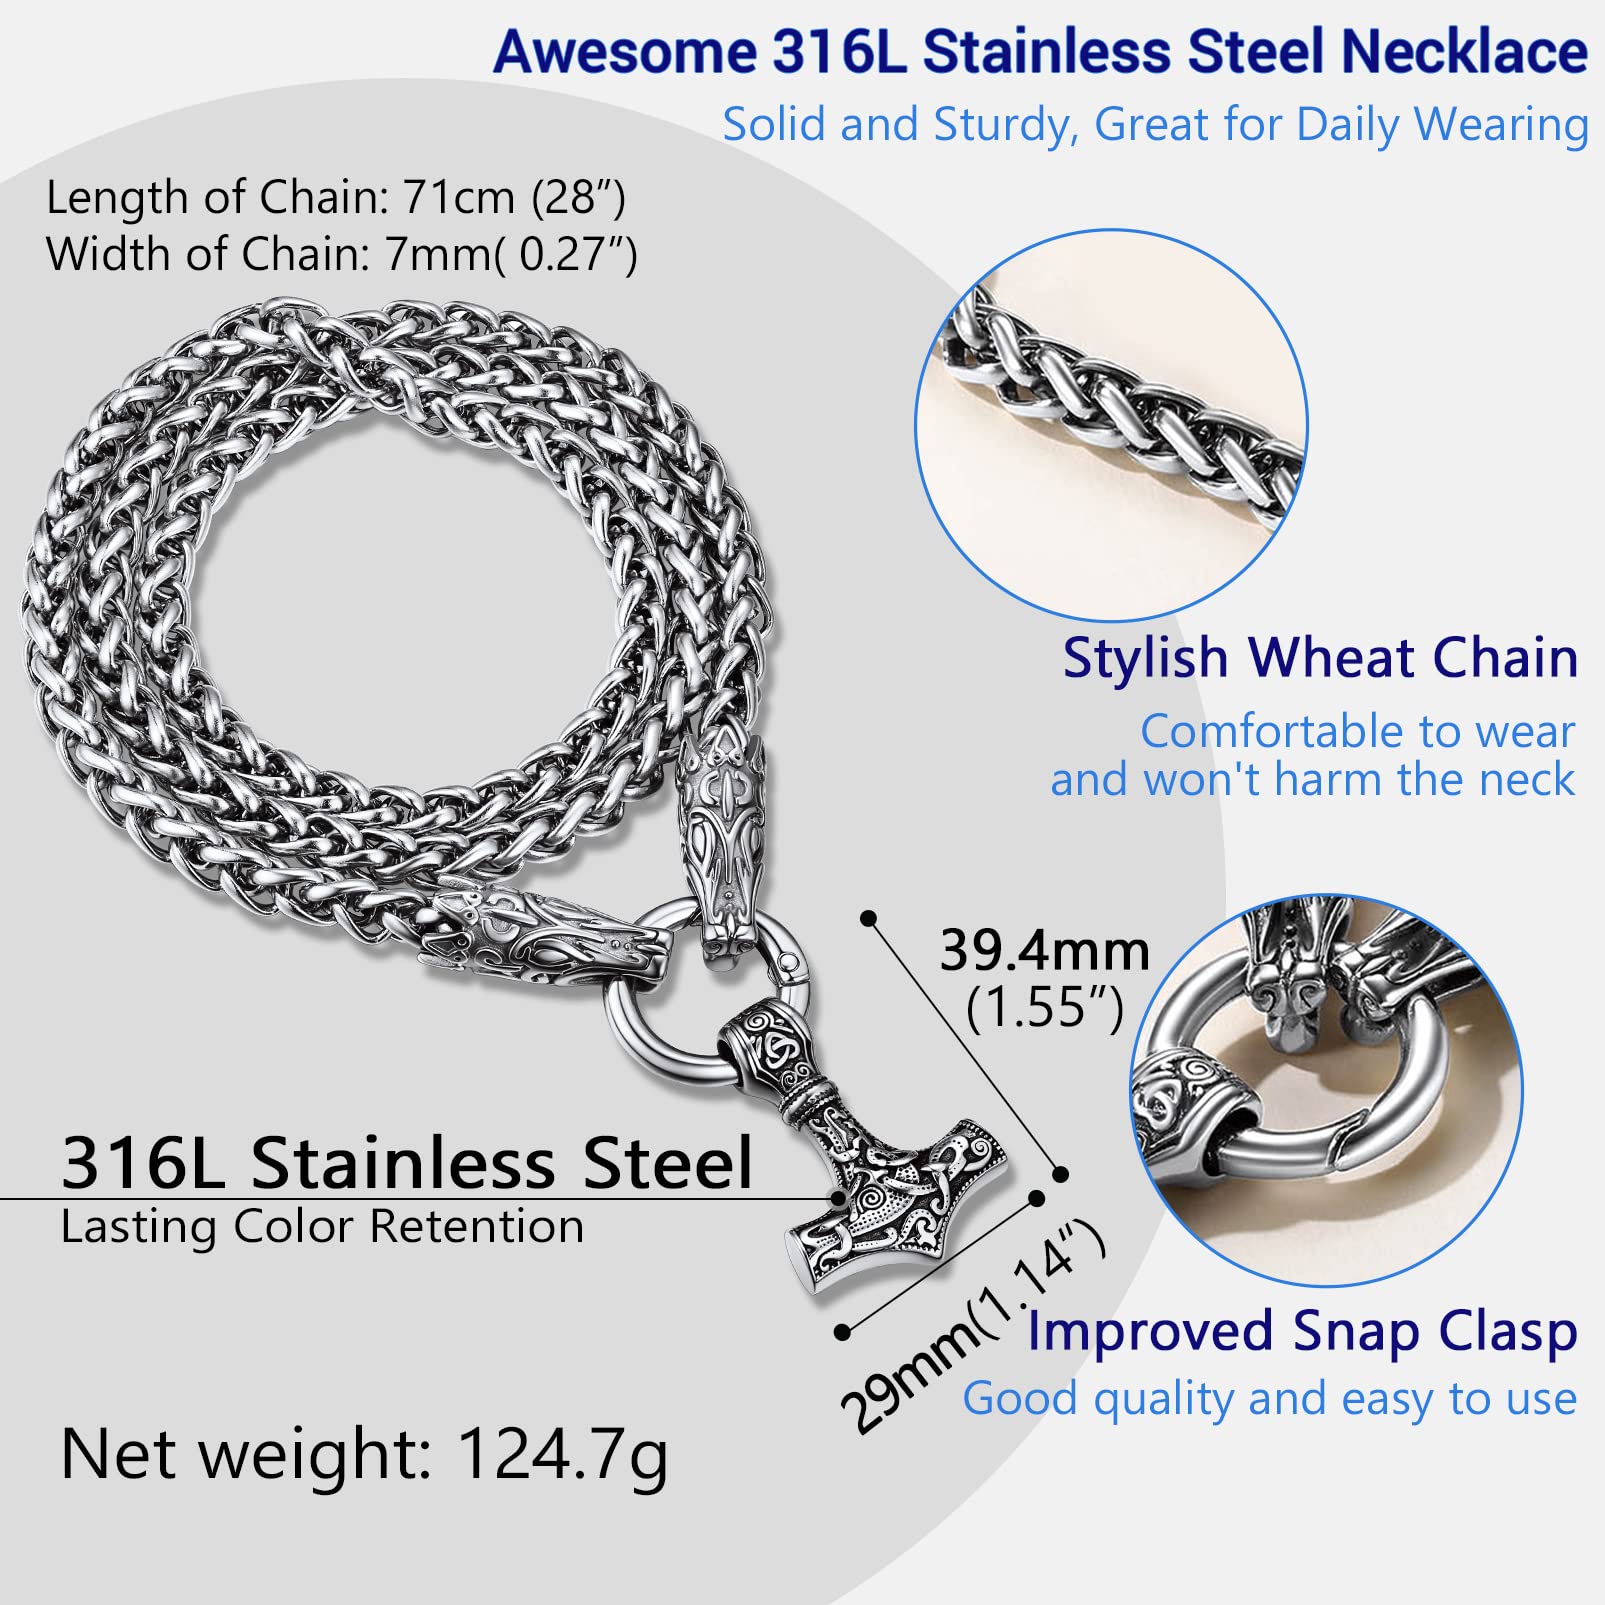 Awesome 316L Stainless Steel Necklace
Solid and Sturdy, Great for Daily Wearing
Length of Chain: 71cm (28″)
Width of Chain: 7mm( 0.27″)
Stylish Wheat Chain
Comfortable to wear
and won't harm the neck
39.4mm
(1.55″)
316L Stainless Steel
Lasting Color Retention
29mm(1.14″)
Improved Snap Clasp
Good quality and easy to use
Net weight: 124.7g